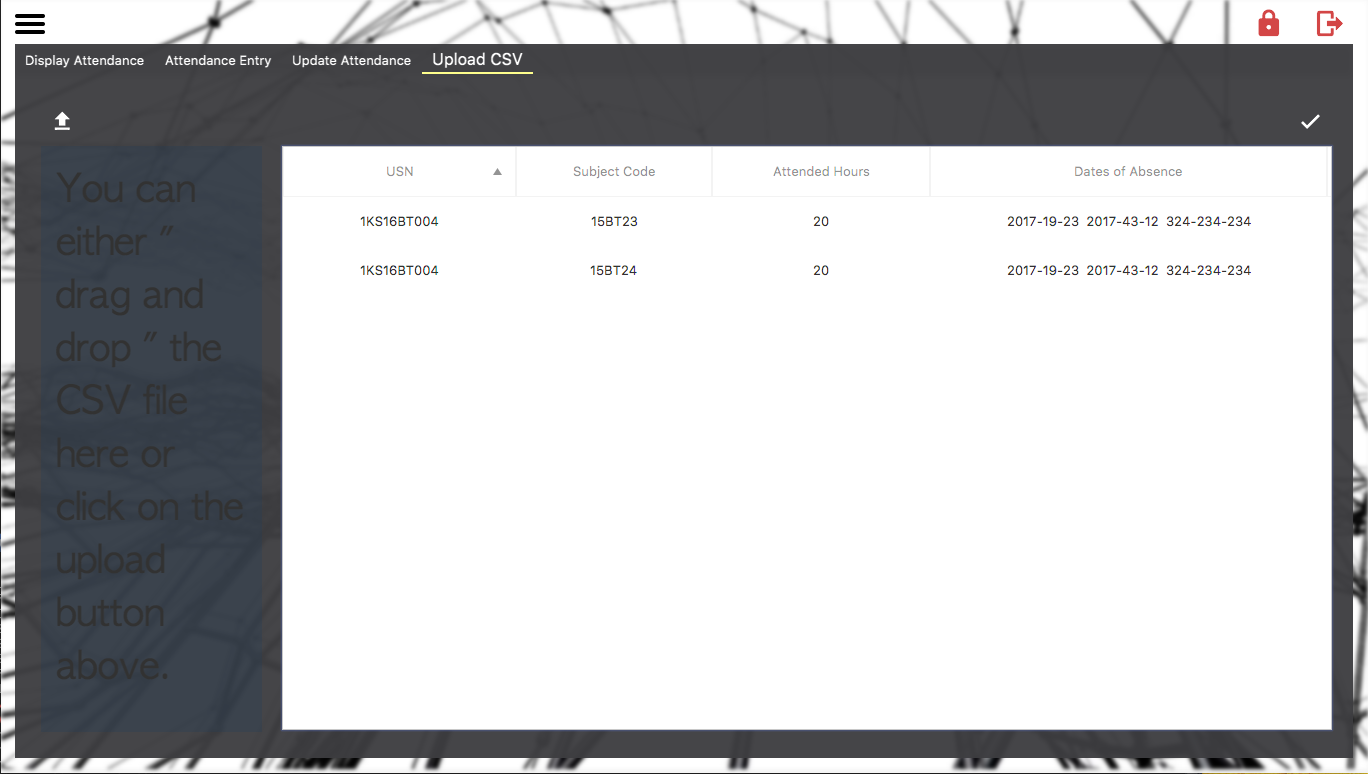 Display Attendance Attendance Entry Update Attendance Upload CSV
You can
either "
drag and
drop " the
CSV file
here or
click on the
upload
button
above.
USN Subject Code Attended Hours Dates of Absence
1KS16BT004 15BT23 20 2017-19-23 2017-43-12 324-234-234
1KS16BT004 15BT24 20 2017-19-23 2017-43-12 324-234-234